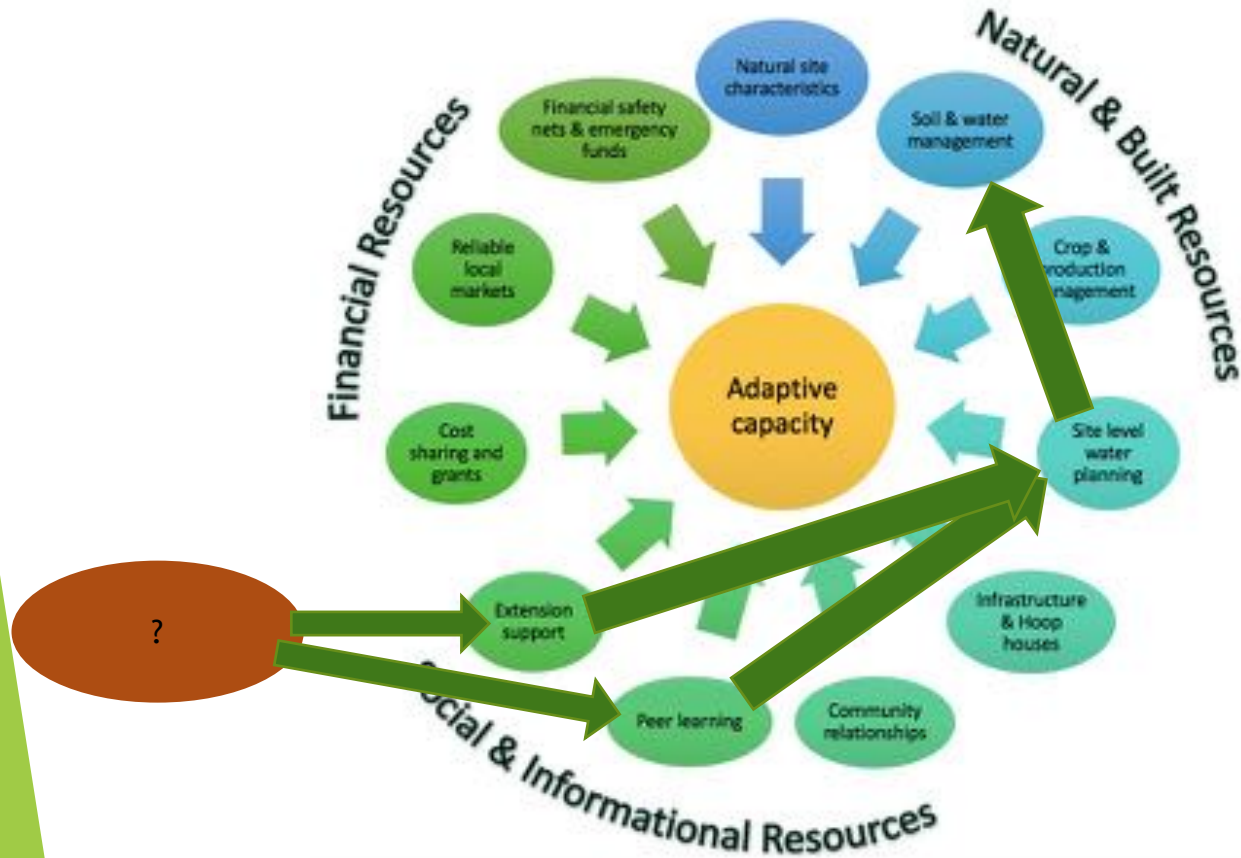 Financial Resources
Natural & Built Resources
Natural site
characteristics
Financial safety
nets & emergency
funds
Soil & water
management
Reliable
local
markets
Crop &
production
nagement
Adaptive
capacity
Cost
sharing and
grants
Site level
water
planning
?
Extension
support
Infrastructure
& Hoop
houses
Peer learning
Community
relationships
ocial & Informational Resources